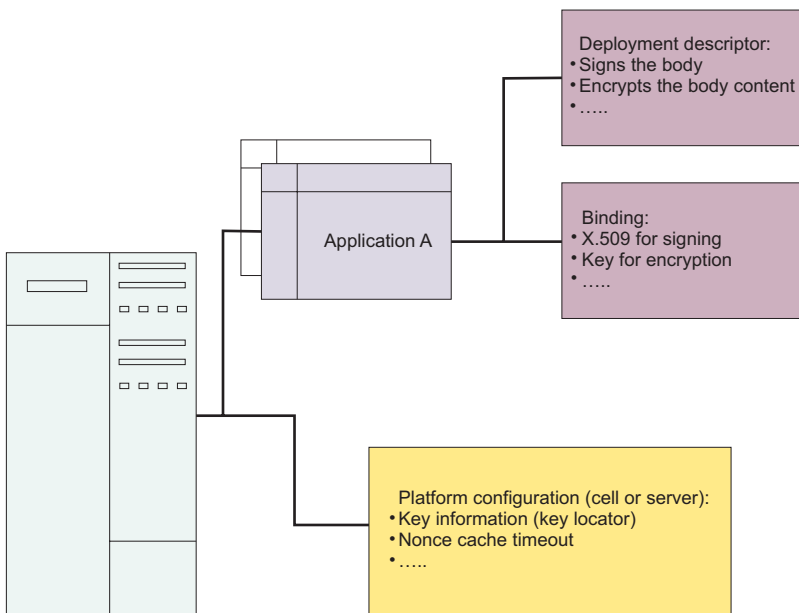 Deployment descriptor:
• Signs the body
• Encrypts the body content
• .....
Application A
Binding:
• X.509 for signing
• Key for encryption
• .....
Platform configuration (cell or server):
• Key information (key locator)
• Nonce cache timeout
• .....